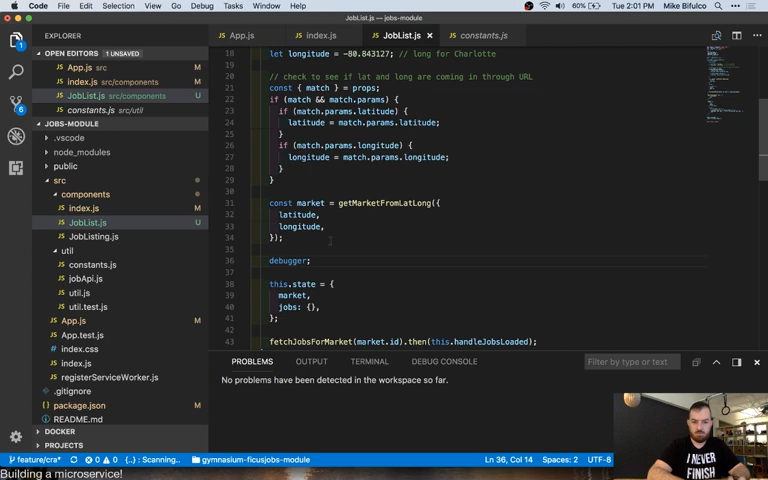 Code File Edit Selection View Go Debug Tasks Window Help 60% Tue 2:01 PM Mike Bifulco
JobList.js — jobs-module
EXPLORER
App.js index.js JobList.js constants.js
OPEN EDITORS 1 UNSAVED
App.js src M
index.js src/components M
JobList.js src/components U
constants.js src/util
JOBS-MODULE
.vscode
node_modules
public
src
components
index.js M
JobList.js U
JobListing.js
util
constants.js
jobApi.js
util.js
util.test.js
App.js M
App.test.js
index.css
index.js
registerServiceWorker.js
.gitignore
package.json M
README.md
DOCKER
PROJECTS
1
6
18 let longitude = -80.843127; // long for Charlotte
19
20 // check to see if lat and long are coming in through URL
21 const { match } = props;
22 if (match && match.params) {
23 if (match.params.latitude) {
24 latitude = match.params.latitude;
25 }
26 if (match.params.longitude) {
27 longitude = match.params.longitude;
28 }
29 }
30
31 const market = getMarketFromLatLong({
32 latitude,
33 longitude,
34 });
35
36 debugger;
37
38 this.state = {
39 market,
40 jobs: {},
41 };
42
43 fetchJobsForMarket(market.id).then(this.handleJobsLoaded);
PROBLEMS OUTPUT TERMINAL DEBUG CONSOLE Filter by type or text
No problems have been detected in the workspace so far.
I NEVER
FINISH
feature/cra* 0 0 {..} : Scanning... gymnasium-ficusjobs-module Ln 36, Col 14 Spaces: 2 UTF-8
Building a microservice!